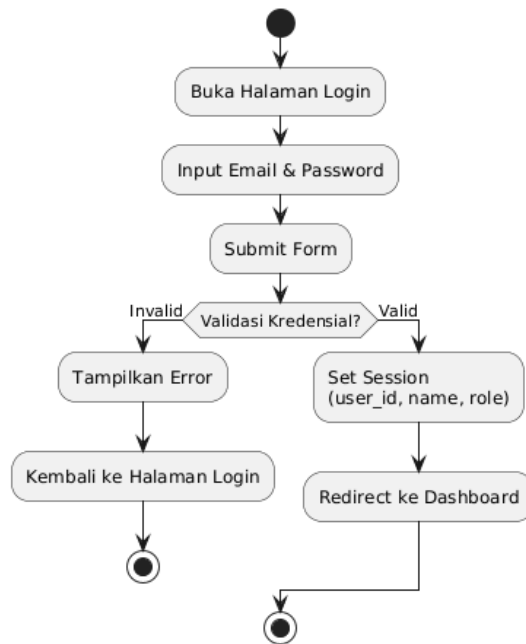 Buka Halaman Login
Input Email & Password
Submit Form
Invalid
Validasi Kredensial?
Valid
Tampilkan Error
Kembali ke Halaman Login
Set Session
(user_id, name, role)
Redirect ke Dashboard